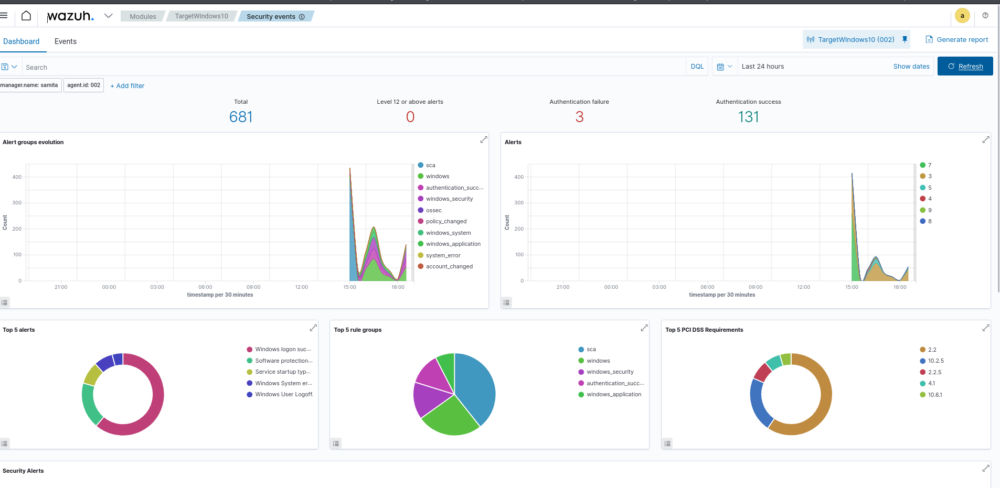 wazuh.
Modules
TargetWIndows10
Security events
a
Dashboard
Events
TargetWIndows10 (002)
Generate report
Search
DQL
Last 24 hours
Show dates
Refresh
manager.name: samita
agent.id: 002
+ Add filter
Total
681
Level 12 or above alerts
0
Authentication failure
3
Authentication success
131
Alert groups evolution
Count
400
300
200
100
0
21:00
00:00
03:00
06:00
09:00
12:00
15:00
18:00
timestamp per 30 minutes
sca
windows
authentication_succ...
windows_security
ossec
policy_changed
windows_system
windows_application
system_error
account_changed
Alerts
Count
400
300
200
100
0
21:00
00:00
03:00
06:00
09:00
12:00
15:00
18:00
timestamp per 30 minutes
7
3
5
4
9
8
Top 5 alerts
Windows logon suc...
Software protection...
Service startup typ...
Windows System er...
Windows User Logoff.
Top 5 rule groups
sca
windows
windows_security
authentication_succ...
windows_application
Top 5 PCI DSS Requirements
2.2
10.2.5
2.2.5
4.1
10.6.1
Security Alerts